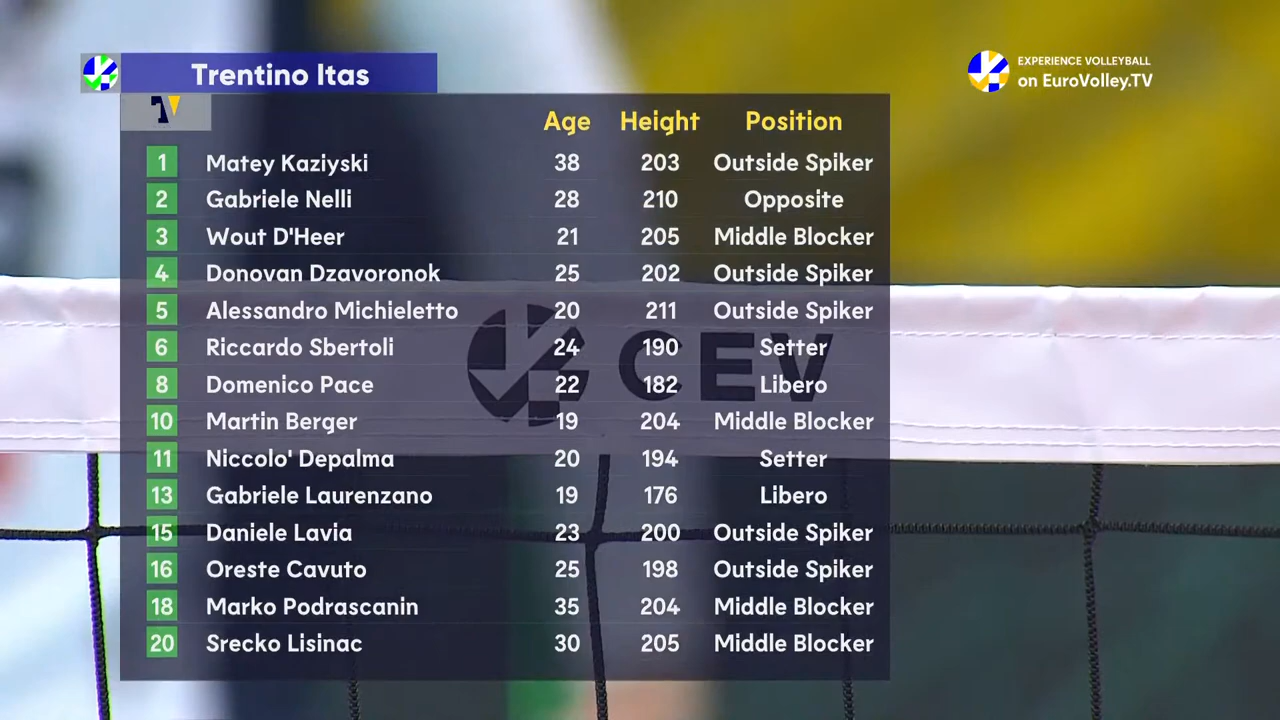 Trentino Itas
EXPERIENCE VOLLEYBALL
on EuroVolley.TV
Age Height Position
1 Matey Kaziyski 38 203 Outside Spiker
2 Gabriele Nelli 28 210 Opposite
3 Wout D'Heer 21 205 Middle Blocker
4 Donovan Dzavoronok 25 202 Outside Spiker
5 Alessandro Michieletto 20 211 Outside Spiker
6 Riccardo Sbertoli 24 190 Setter
8 Domenico Pace 22 182 Libero
10 Martin Berger 19 204 Middle Blocker
11 Niccolo' Depalma 20 194 Setter
13 Gabriele Laurenzano 19 176 Libero
15 Daniele Lavia 23 200 Outside Spiker
16 Oreste Cavuto 25 198 Outside Spiker
18 Marko Podrascanin 35 204 Middle Blocker
20 Srecko Lisinac 30 205 Middle Blocker
CEV